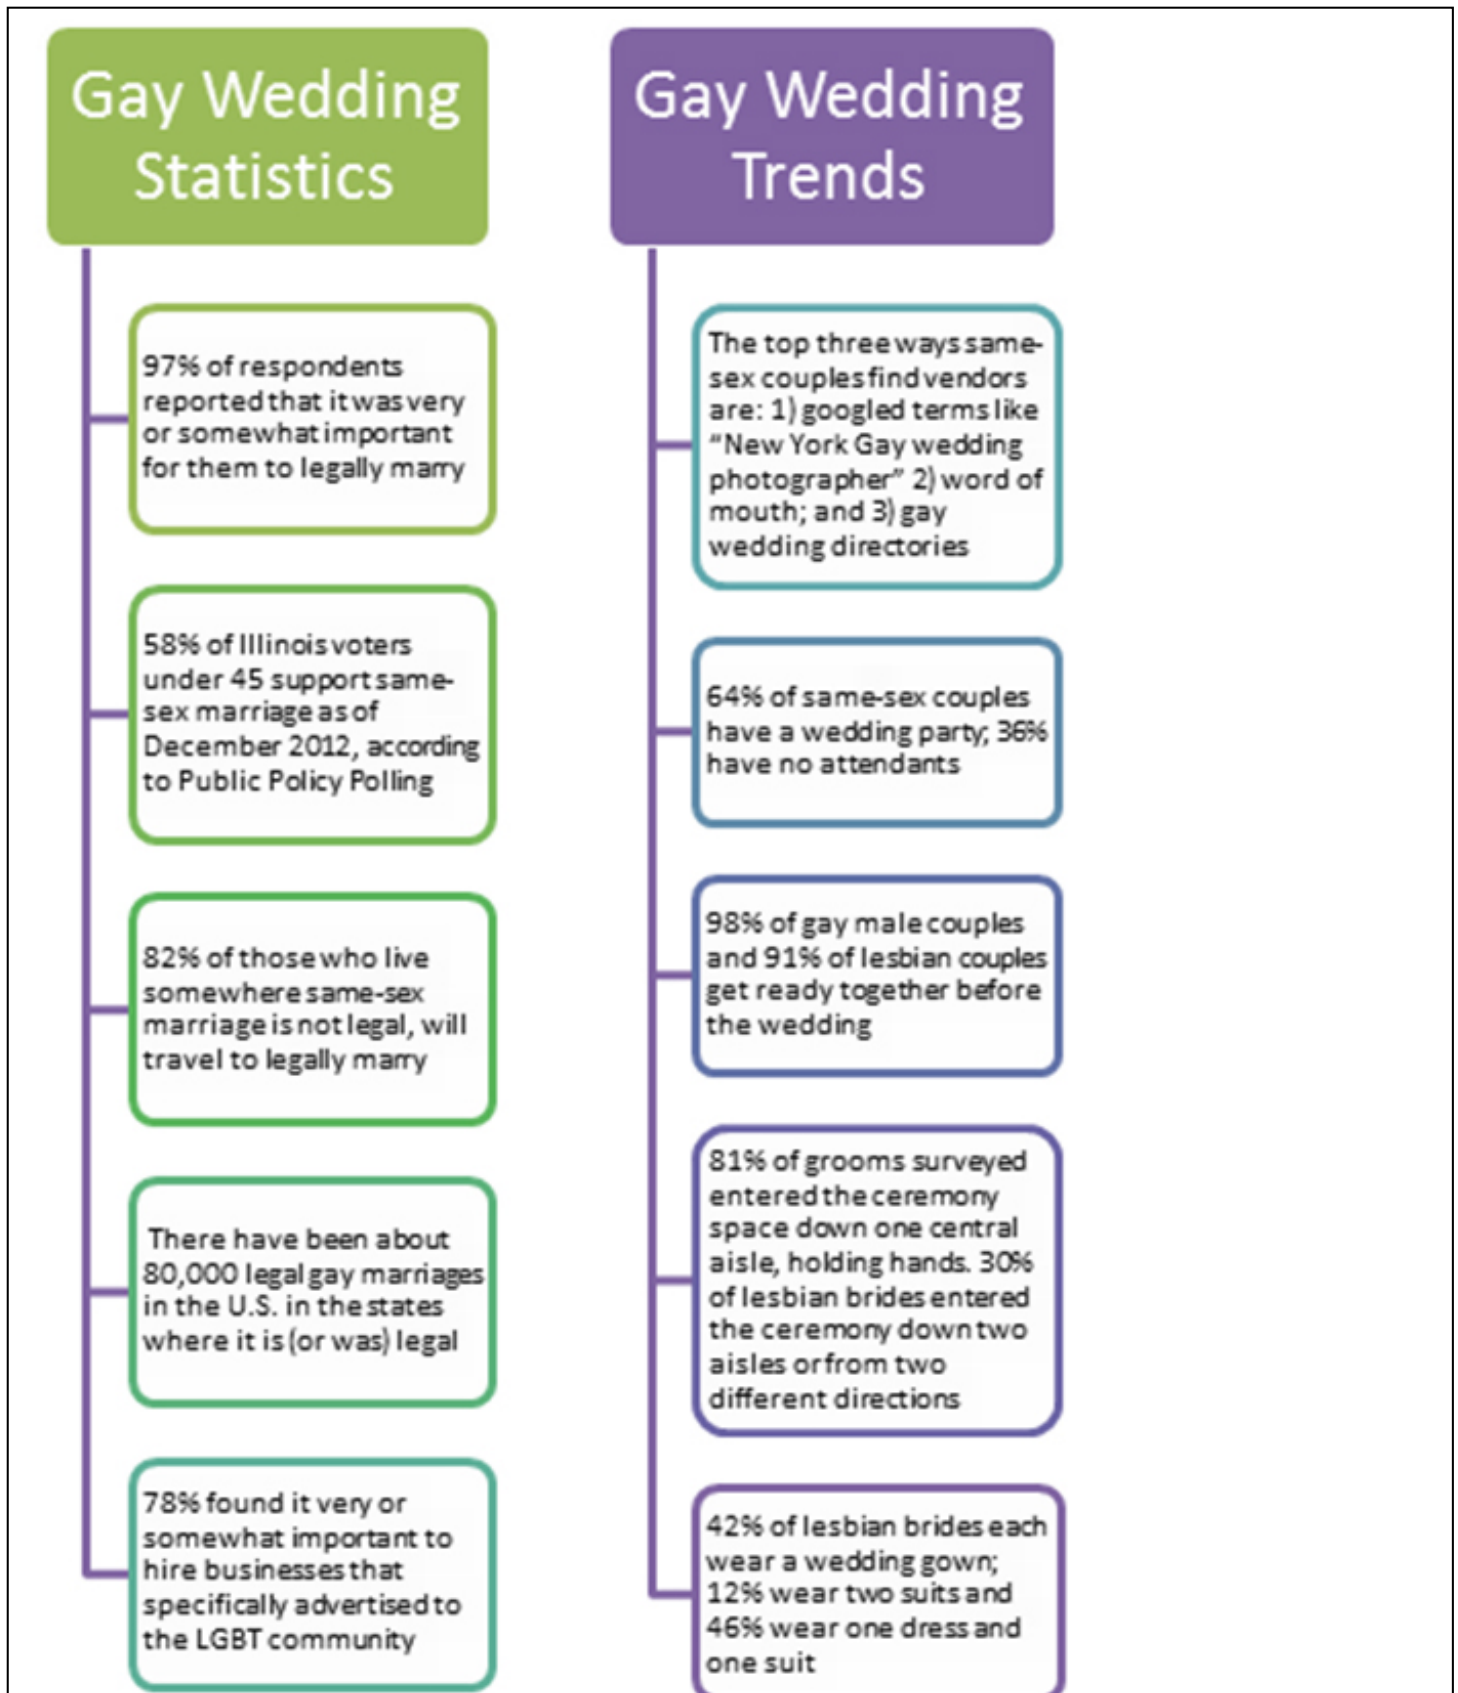 Gay Wedding
Statistics
97% of respondents
reported that it was very
or somewhat important
for them to legally marry
58% of Illinois voters
under 45 support same-
sex marriage as of
December 2012, according
to Public Policy Polling
82% of those who live
somewhere same-sex
marriage is not legal, will
travel to legally marry
There have been about
80,000 legal gay marriages
in the U.S. in the states
where it is (or was) legal
78% found it very or
somewhat important to
hire businesses that
specifically advertised to
the LGBT community
Gay Wedding
Trends
The top three ways same-
sex couples find vendors
are: 1) googled terms like
“New York Gay wedding
photographer” 2) word of
mouth; and 3) gay
wedding directories
64% of same-sex couples
have a wedding party; 36%
have no attendants
98% of gay male couples
and 91% of lesbian couples
get ready together before
the wedding
81% of grooms surveyed
entered the ceremony
space down one central
aisle, holding hands. 30%
of lesbian brides entered
the ceremony down two
aisles or from two
different directions
42% of lesbian brides each
wear a wedding gown;
12% wear two suits and
46% wear one dress and
one suit